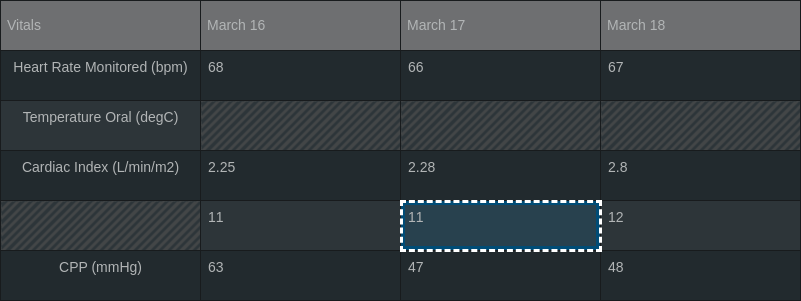 Vitals March 16 March 17 March 18
Heart Rate Monitored (bpm) 68 66 67
Temperature Oral (degC)
Cardiac Index (L/min/m2) 2.25 2.28 2.8
11 11 12
CPP (mmHg) 63 47 48